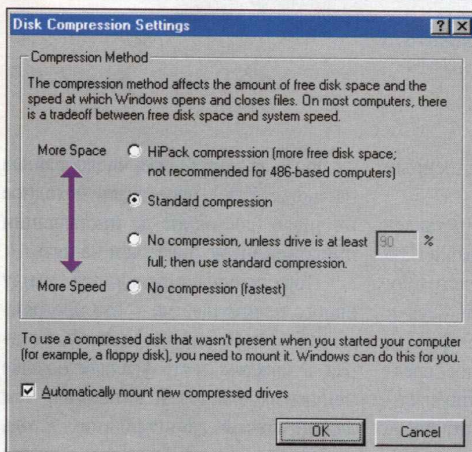 Disk Compression Settings
Compression Method
The compression method affects the amount of free disk space and the
speed at which Windows opens and closes files. On most computers, there
is a tradeoff between free disk space and system speed.
More Space
HiPack compresssion (more free disk space;
not recommended for 486-based computers)
Standard compression
No compression, unless drive is at least 90 %
full; then use standard compression.
More Speed
No compression (fastest)
To use a compressed disk that wasn't present when you started your computer
(for example, a floppy disk), you need to mount it. Windows can do this for you.
Automatically mount new compressed drives
OK
Cancel